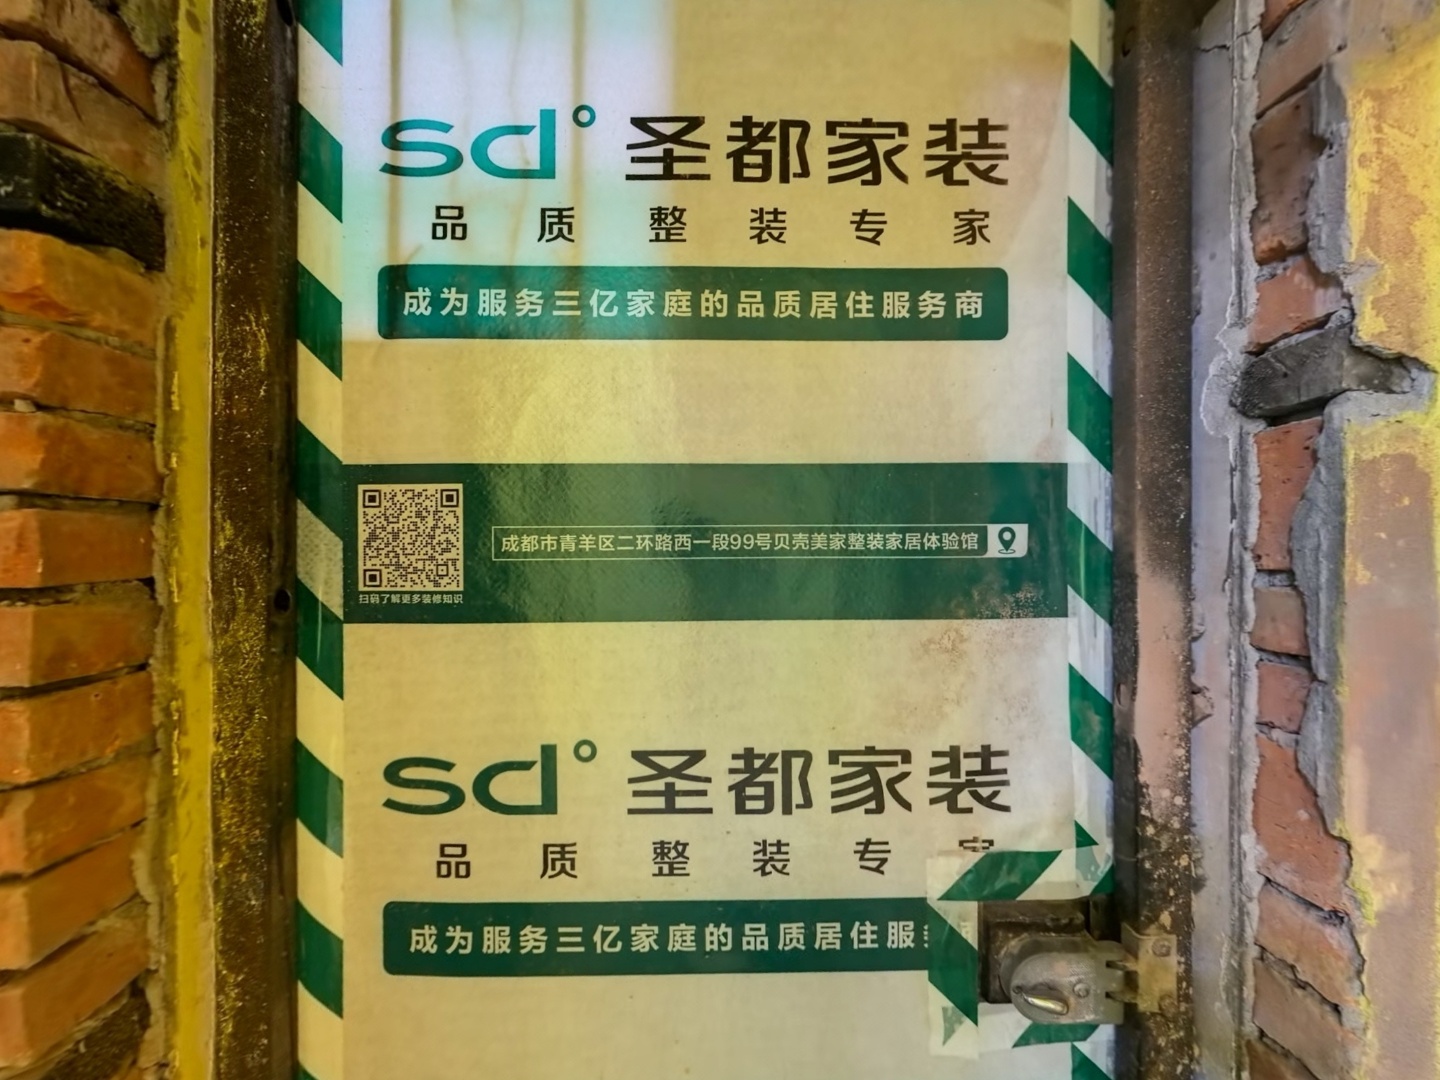 sd° 圣都家装
品质整装专家
成为服务三亿家庭的品质居住服务商
成都市青羊区二环路西一段99号贝壳美家整装家居体验馆
扫码了解更多装修知识
sd° 圣都家装
品质整装专
成为服务三亿家庭的品质居住服